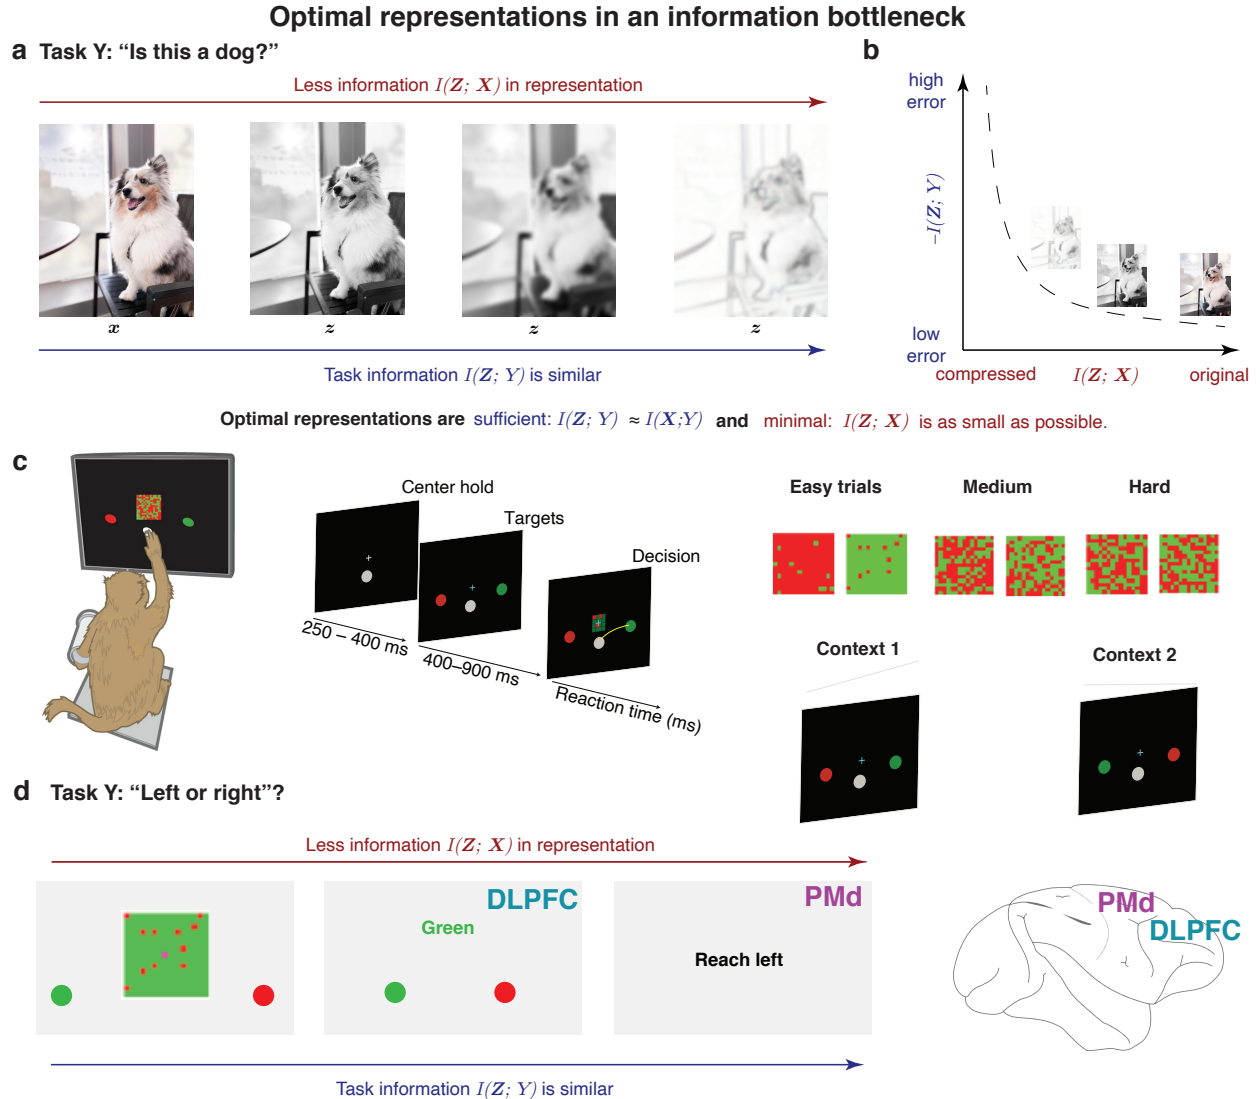 Optimal representations in an information bottleneck
a Task Y: “Is this a dog?”
Less information I(Z; X) in representation
x
z
z
z
Task information I(Z; Y) is similar
b
high
error
–I(Z; Y)
low
error
compressed
I(Z; X)
original
Optimal representations are sufficient: I(Z; Y) ≈ I(X;Y) and minimal: I(Z; X) is as small as possible.
c
Center hold
Targets
Decision
250 – 400 ms
400–900 ms
Reaction time (ms)
Easy trials
Medium
Hard
Context 1
Context 2
d Task Y: “Left or right”?
Less information I(Z; X) in representation
DLPFC
Green
PMd
Reach left
Task information I(Z; Y) is similar
PMd
DLPFC